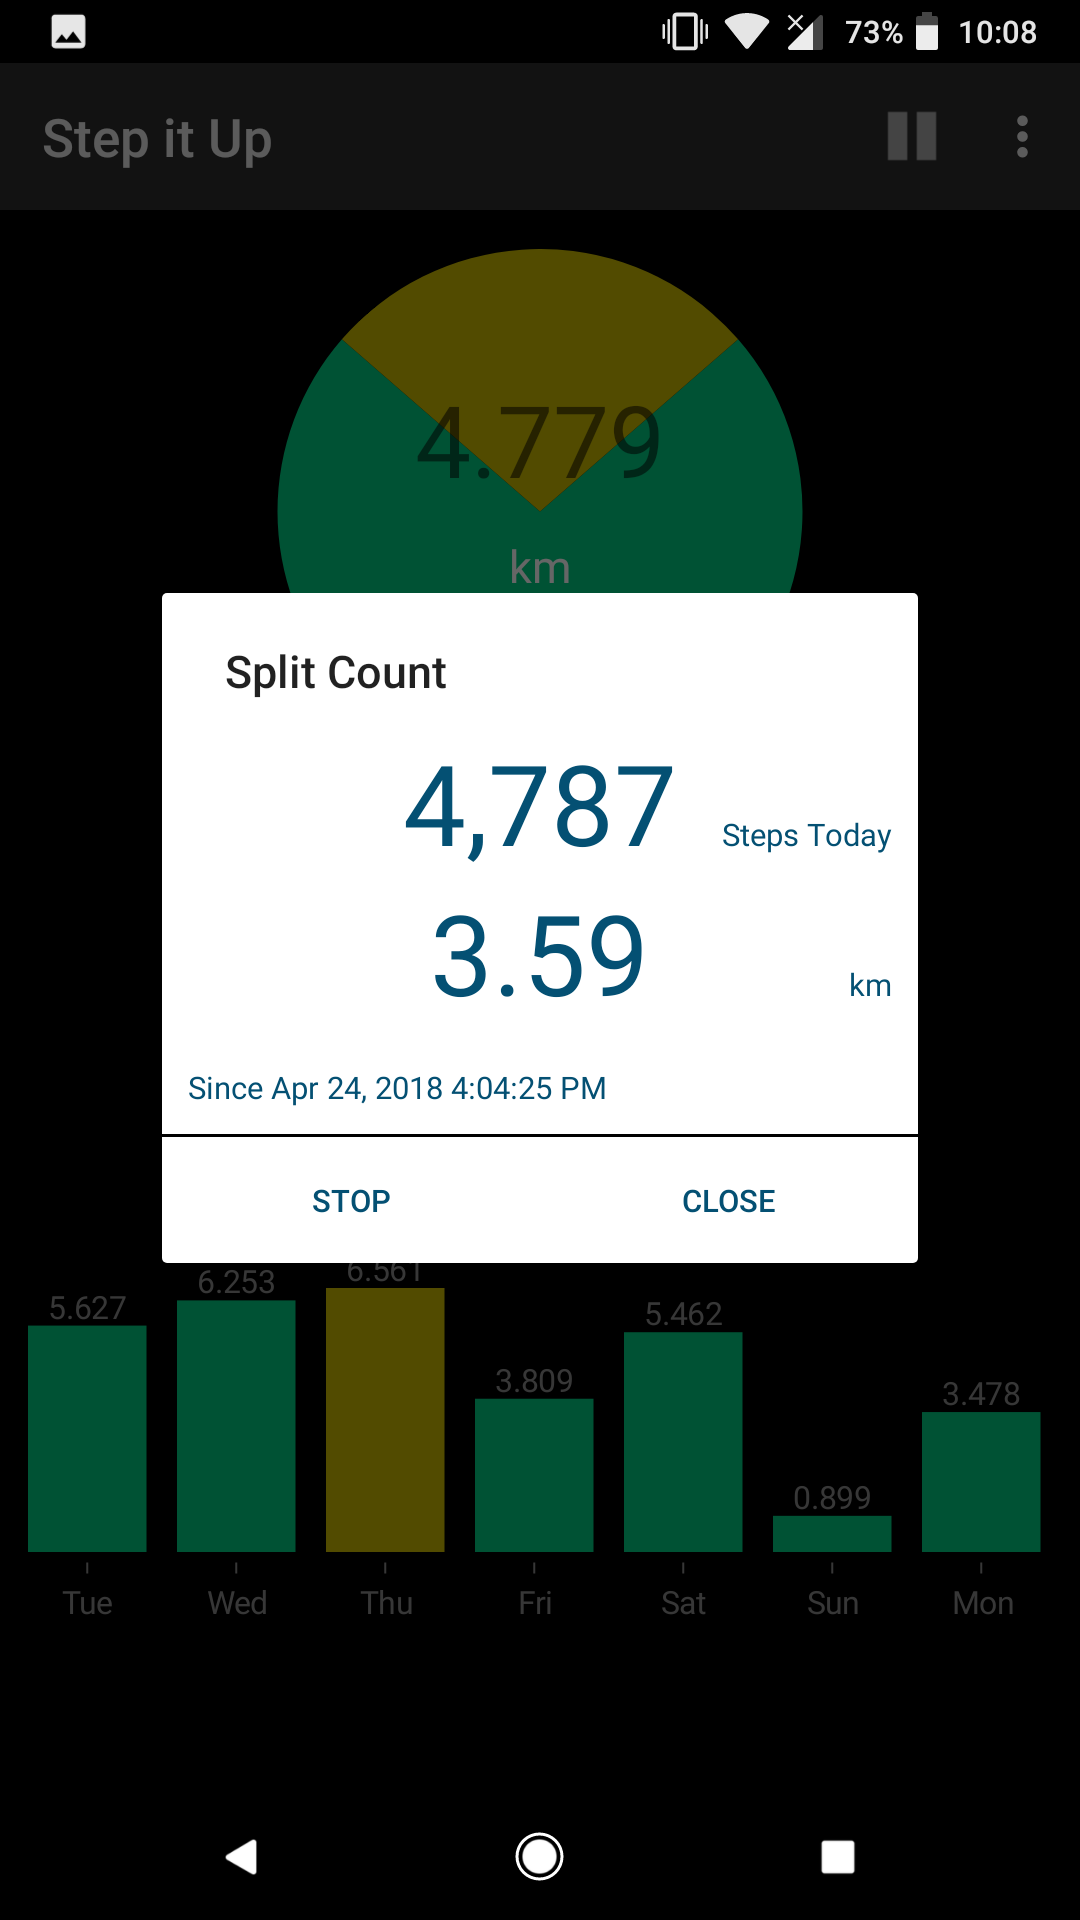 73% 10:08
Step it Up
4.779
km
Split Count
4,787 Steps Today
3.59 km
Since Apr 24, 2018 4:04:25 PM
STOP CLOSE
5.627 6.253 6.561 3.809 5.462 0.899 3.478
Tue Wed Thu Fri Sat Sun Mon